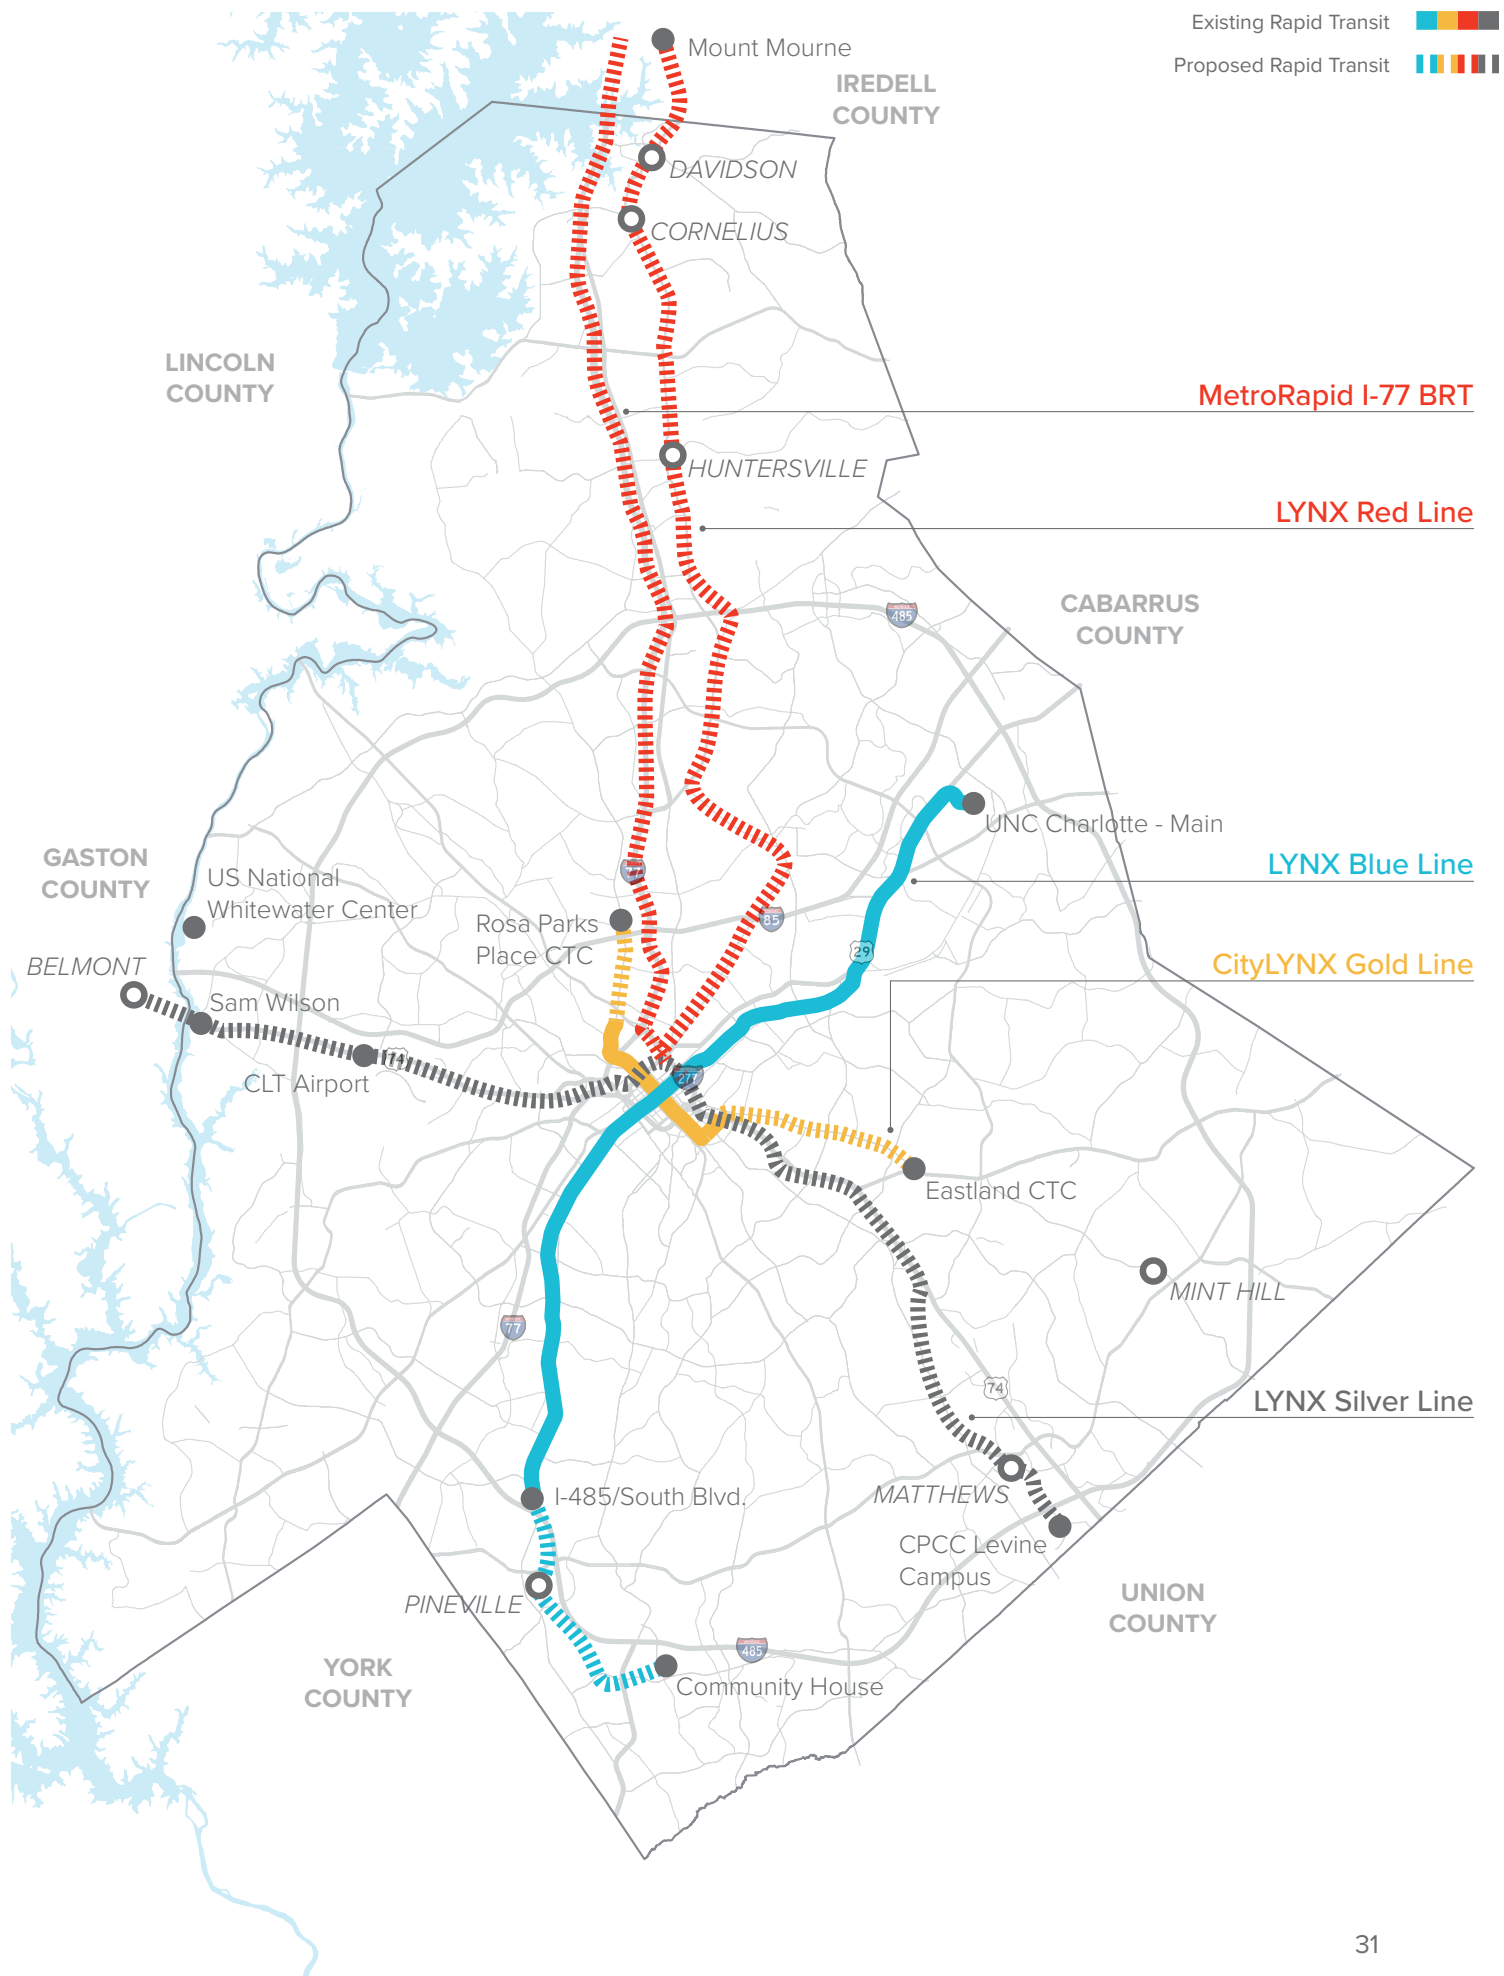 Existing Rapid Transit
Proposed Rapid Transit
Mount Mourne
IREDELL
COUNTY
DAVIDSON
CORNELIUS
LINCOLN
COUNTY
MetroRapid I-77 BRT
HUNTERSVILLE
LYNX Red Line
CABARRUS
COUNTY
485
UNC Charlotte - Main
GASTON
COUNTY
LYNX Blue Line
US National
Whitewater Center
77
Rosa Parks
Place CTC
85
29
BELMONT
CityLYNX Gold Line
Sam Wilson
74
CLT Airport
277
Eastland CTC
MINT HILL
77
74
LYNX Silver Line
MATTHEWS
I-485/South Blvd.
CPCC Levine
Campus
PINEVILLE
UNION
COUNTY
485
YORK
COUNTY
Community House
31